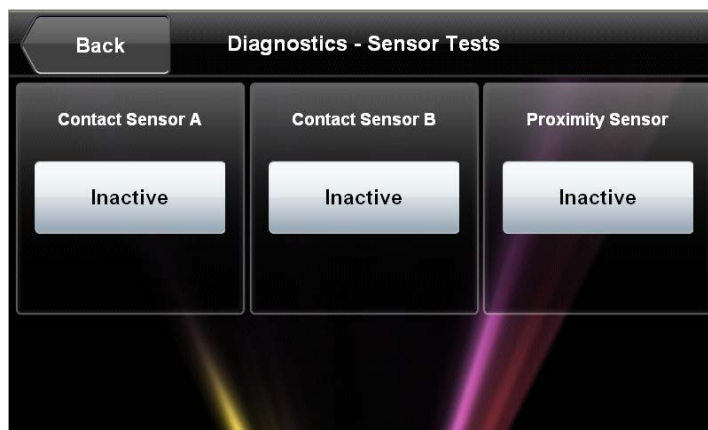 Back
Diagnostics - Sensor Tests
Contact Sensor A
Contact Sensor B
Proximity Sensor
Inactive
Inactive
Inactive